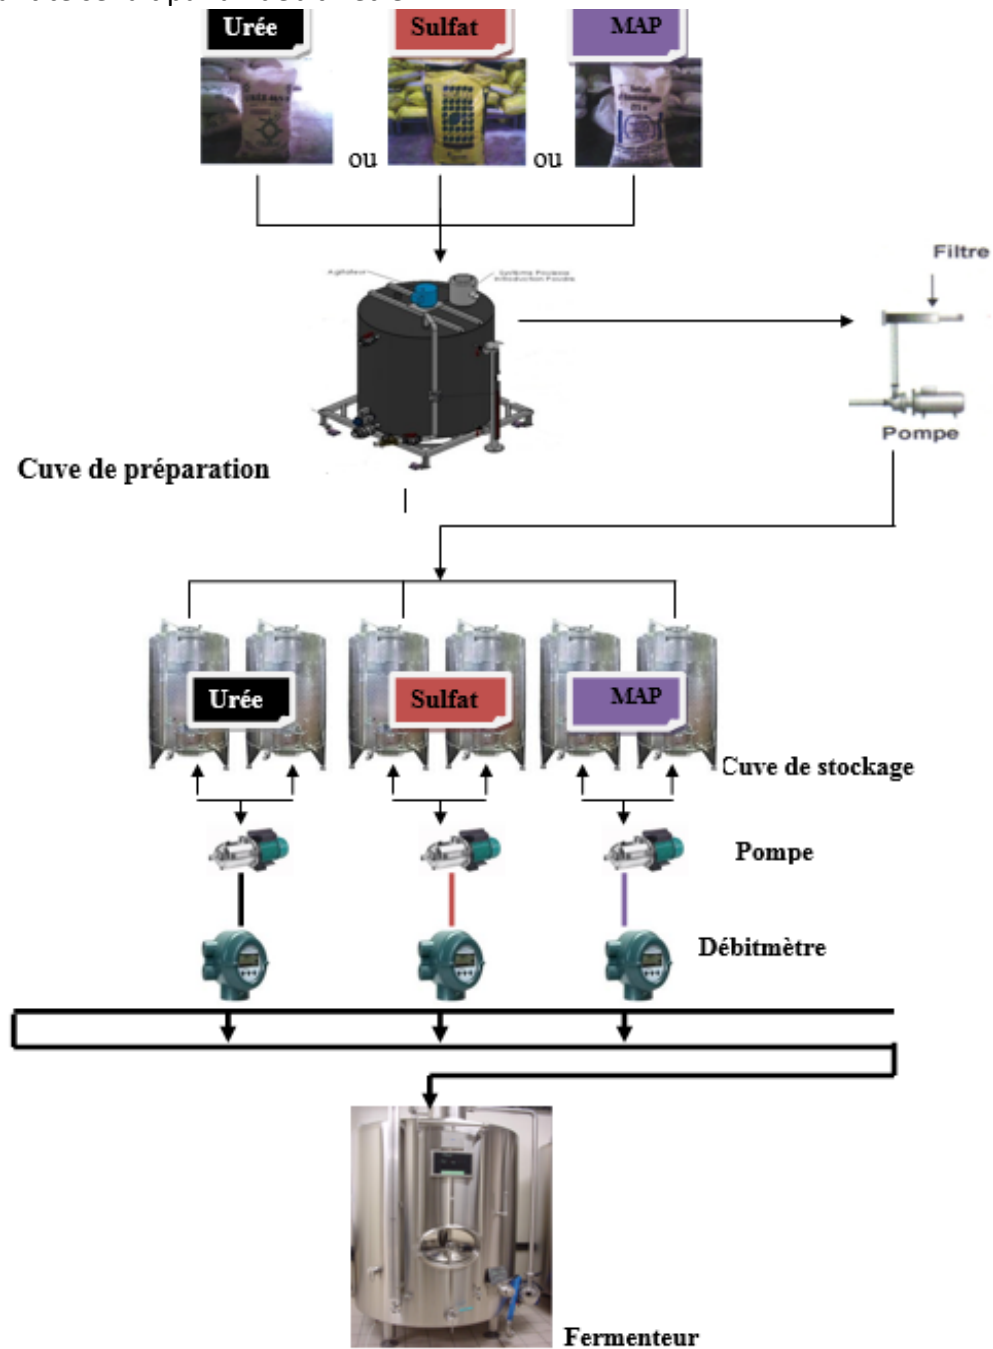 Urée
Sulfat
MAP
ou
ou
Agitateur
Filtre
Pompe
Cuve de préparation
Urée
Sulfat
MAP
Cuve de stockage
Pompe
Débitmètre
Fermenteur